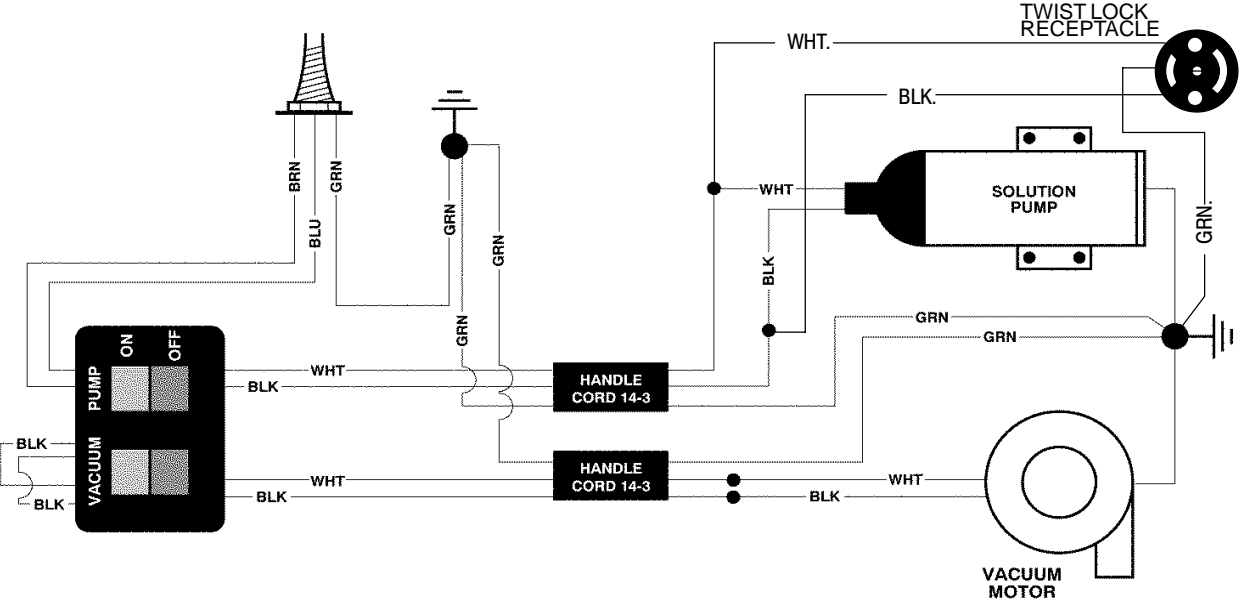 TWIST LOCK
RECEPTACLE
WHT.
BLK.
BRN
BLU
GRN
GRN
GRN
GRN
WHT
BLK
SOLUTION
PUMP
GRN.
GRN
GRN
ON
OFF
PUMP
VACUUM
WHT
BLK
HANDLE
CORD 14-3
BLK
BLK
WHT
BLK
HANDLE
CORD 14-3
WHT
BLK
VACUUM
MOTOR